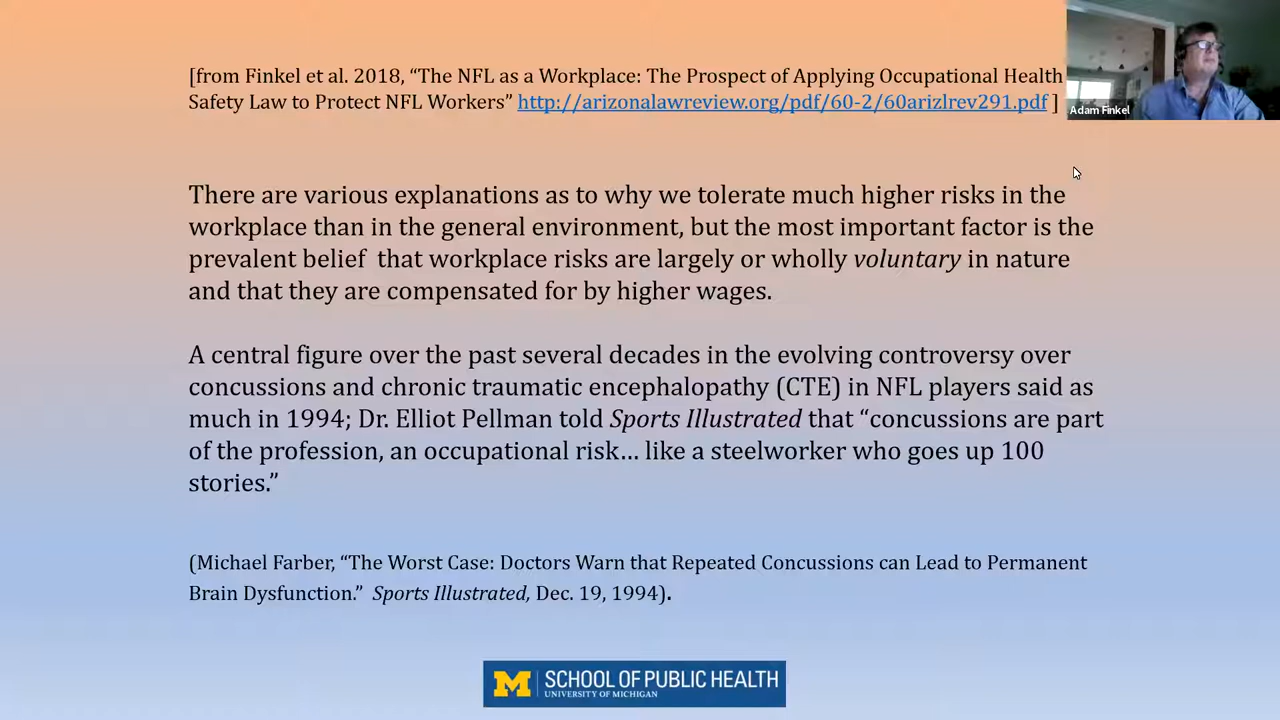 [from Finkel et al. 2018, “The NFL as a Workplace: The Prospect of Applying Occupational Health
Safety Law to Protect NFL Workers” http://arizonalawreview.org/pdf/60-2/60arizlrev291.pdf ]
Adam Finkel
There are various explanations as to why we tolerate much higher risks in the
workplace than in the general environment, but the most important factor is the
prevalent belief that workplace risks are largely or wholly voluntary in nature
and that they are compensated for by higher wages.
A central figure over the past several decades in the evolving controversy over
concussions and chronic traumatic encephalopathy (CTE) in NFL players said as
much in 1994; Dr. Elliot Pellman told Sports Illustrated that “concussions are part
of the profession, an occupational risk… like a steelworker who goes up 100
stories.”
(Michael Farber, “The Worst Case: Doctors Warn that Repeated Concussions can Lead to Permanent
Brain Dysfunction.” Sports Illustrated, Dec. 19, 1994).
M SCHOOL OF PUBLIC HEALTH
UNIVERSITY OF MICHIGAN